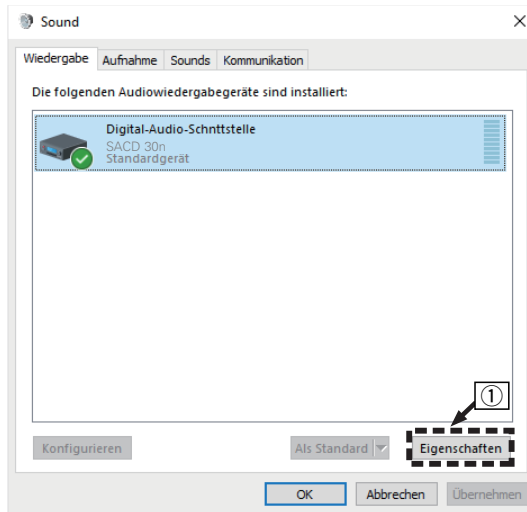 Sound
Wiedergabe Aufnahme Sounds Kommunikation
Die folgenden Audiowiedergabegeräte sind installiert:
Digital-Audio-Schnttstelle
SACD 30n
Standardgerät
①
Konfigurieren Als Standard Eigenschaften
OK Abbrechen Übernehmen